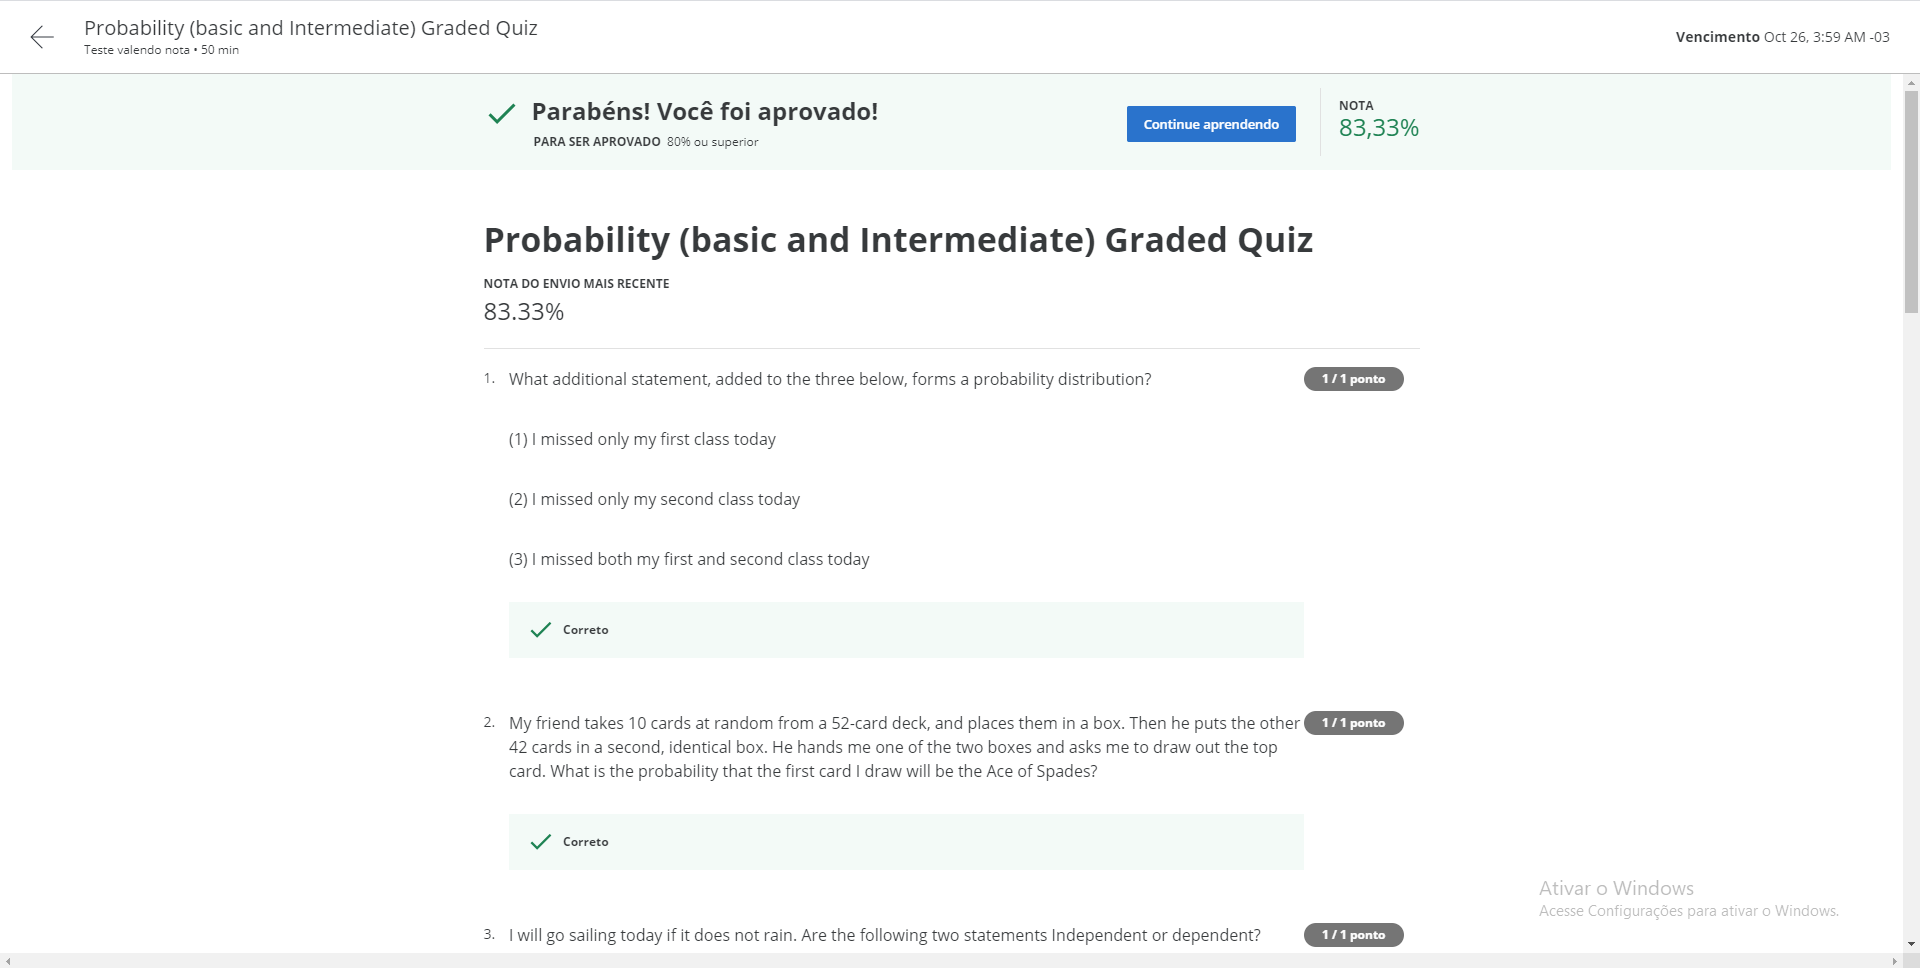 Probability (basic and Intermediate) Graded Quiz
Teste valendo nota • 50 min
Vencimento Oct 26, 3:59 AM -03
Parabéns! Você foi aprovado!
PARA SER APROVADO 80% ou superior
Continue aprendendo
NOTA
83,33%
Probability (basic and Intermediate) Graded Quiz
NOTA DO ENVIO MAIS RECENTE
83.33%
1. What additional statement, added to the three below, forms a probability distribution?
1 / 1 ponto
(1) I missed only my first class today
(2) I missed only my second class today
(3) I missed both my first and second class today
Correto
2. My friend takes 10 cards at random from a 52-card deck, and places them in a box. Then he puts the other
1 / 1 ponto
42 cards in a second, identical box. He hands me one of the two boxes and asks me to draw out the top
card. What is the probability that the first card I draw will be the Ace of Spades?
Correto
3. I will go sailing today if it does not rain. Are the following two statements Independent or dependent?
1 / 1 ponto
Ativar o Windows
Acesse Configurações para ativar o Windows.